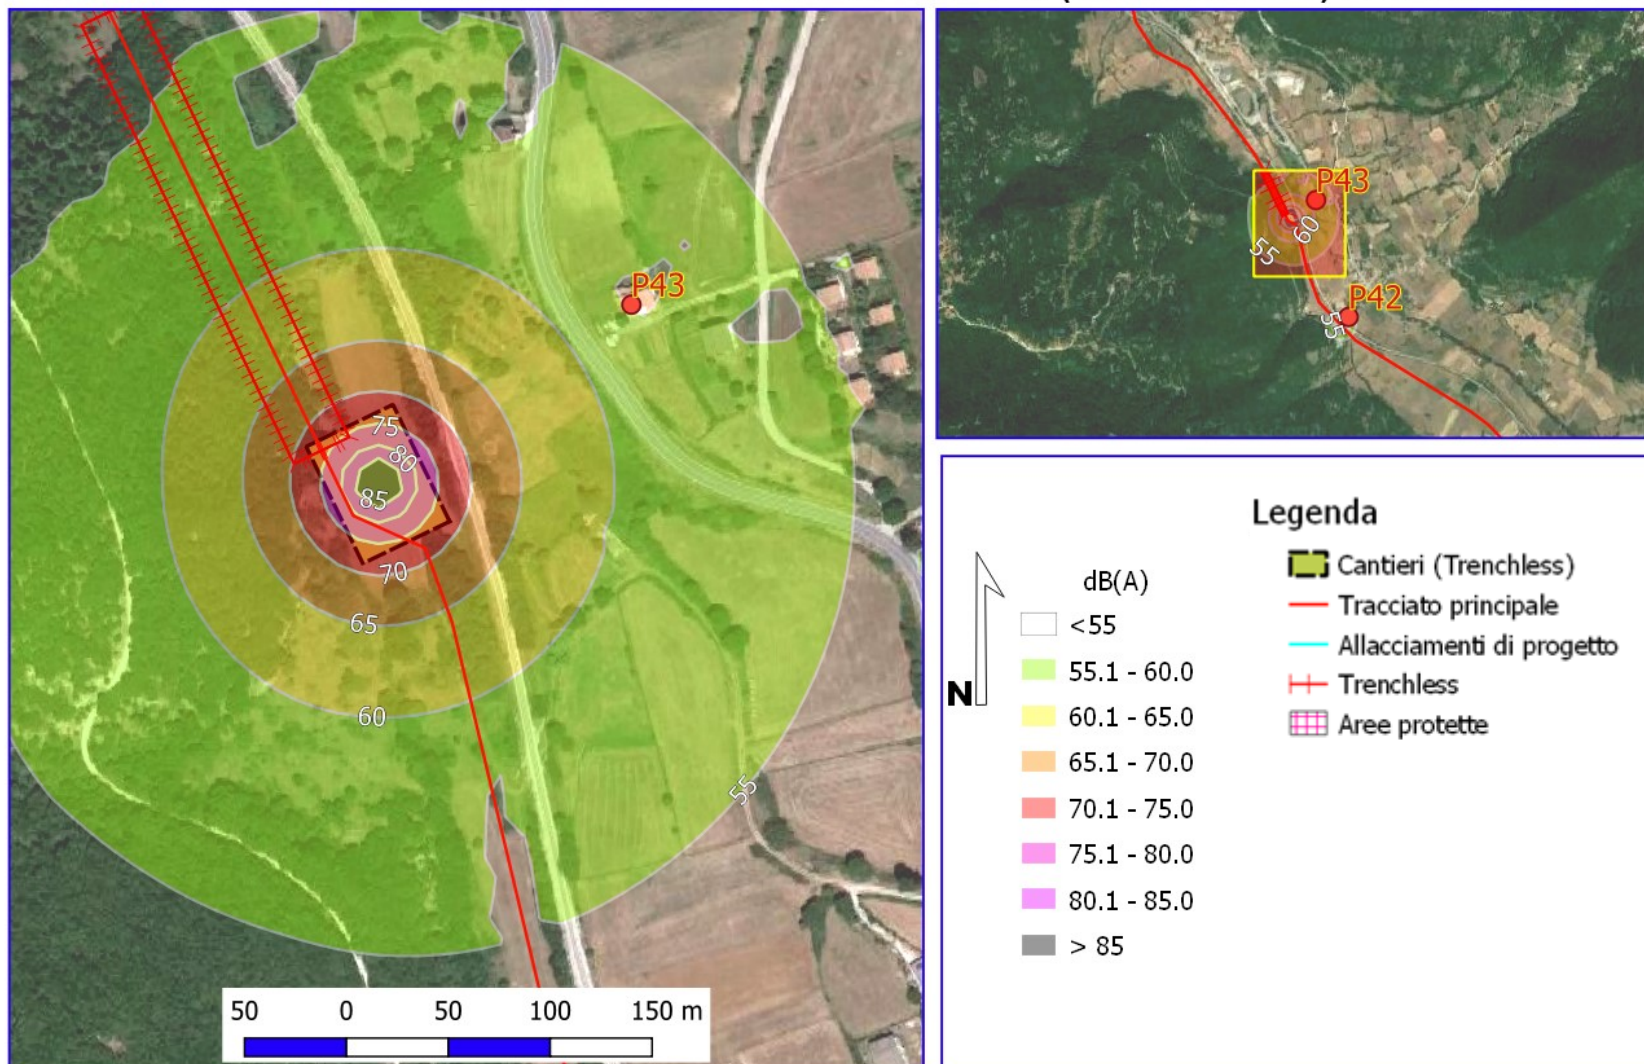 P43
75
80
85
70
65
60
55
50 0 50 100 150 m
P43
60
55
P42
55
Legenda
N
dB(A)
<55
55.1 - 60.0
60.1 - 65.0
65.1 - 70.0
70.1 - 75.0
75.1 - 80.0
80.1 - 85.0
> 85
Cantieri (Trenchless)
Tracciato principale
Allacciamenti di progetto
Trenchless
Aree protette